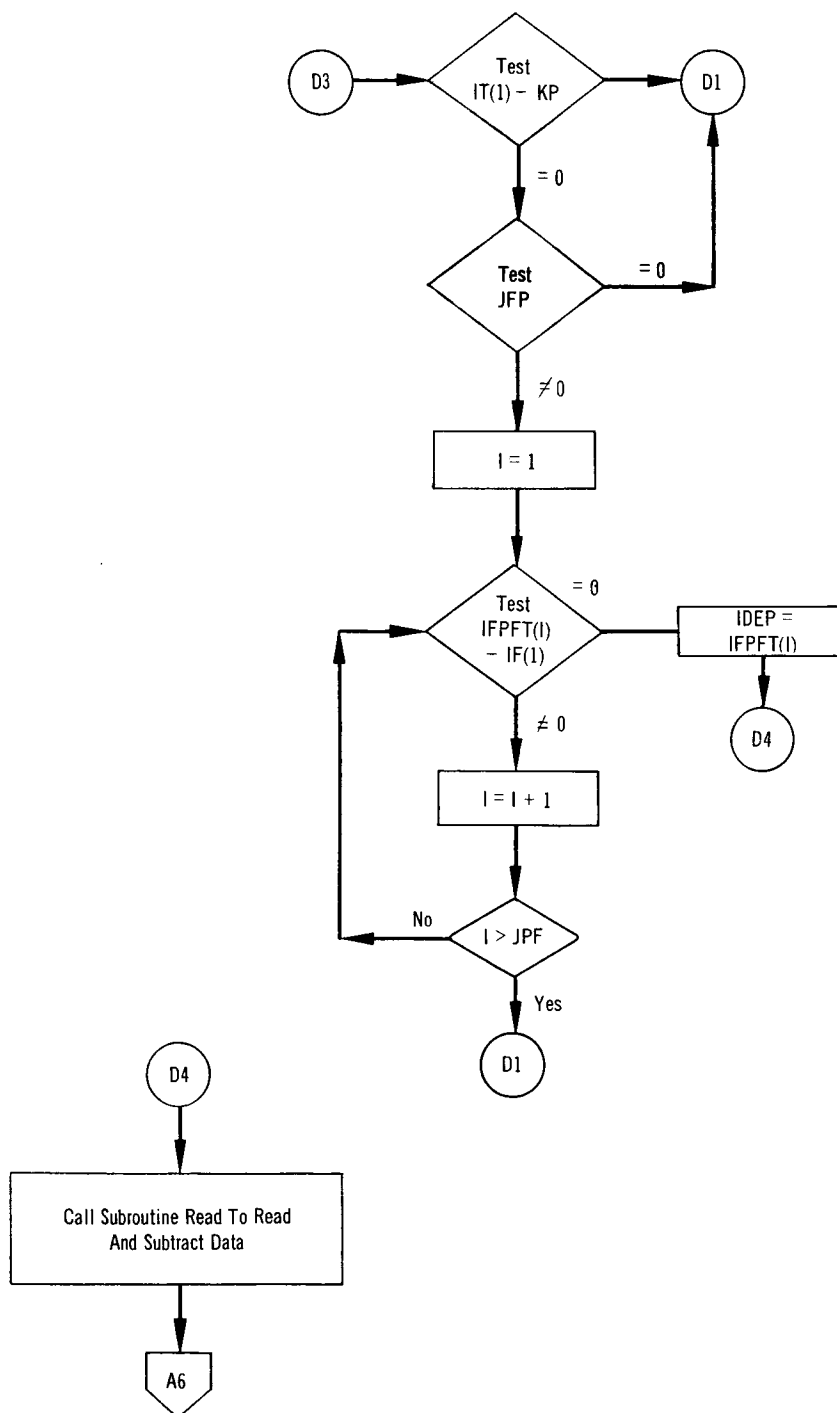 D3
Test
IT(1) - KP
D1
= 0
Test
JFP
= 0
≠ 0
I = 1
Test
IFPFT(I)
- IF(1)
= 0
IDEP =
IFPFT(I)
D4
≠ 0
I = I + 1
I > JPF
No
Yes
D1
D4
Call Subroutine Read To Read
And Subtract Data
A6